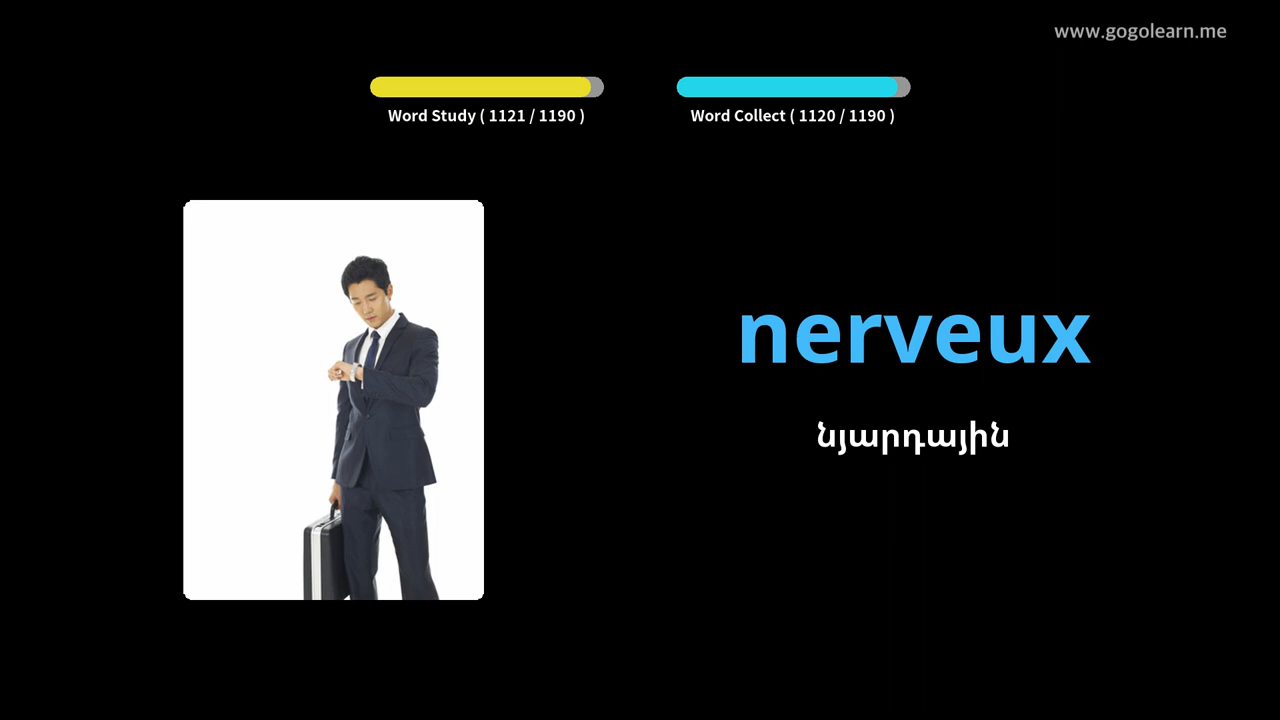 www.gogolearn.me
Word Study ( 1121 / 1190 )
Word Collect ( 1120 / 1190 )
nerveux
նյարդային